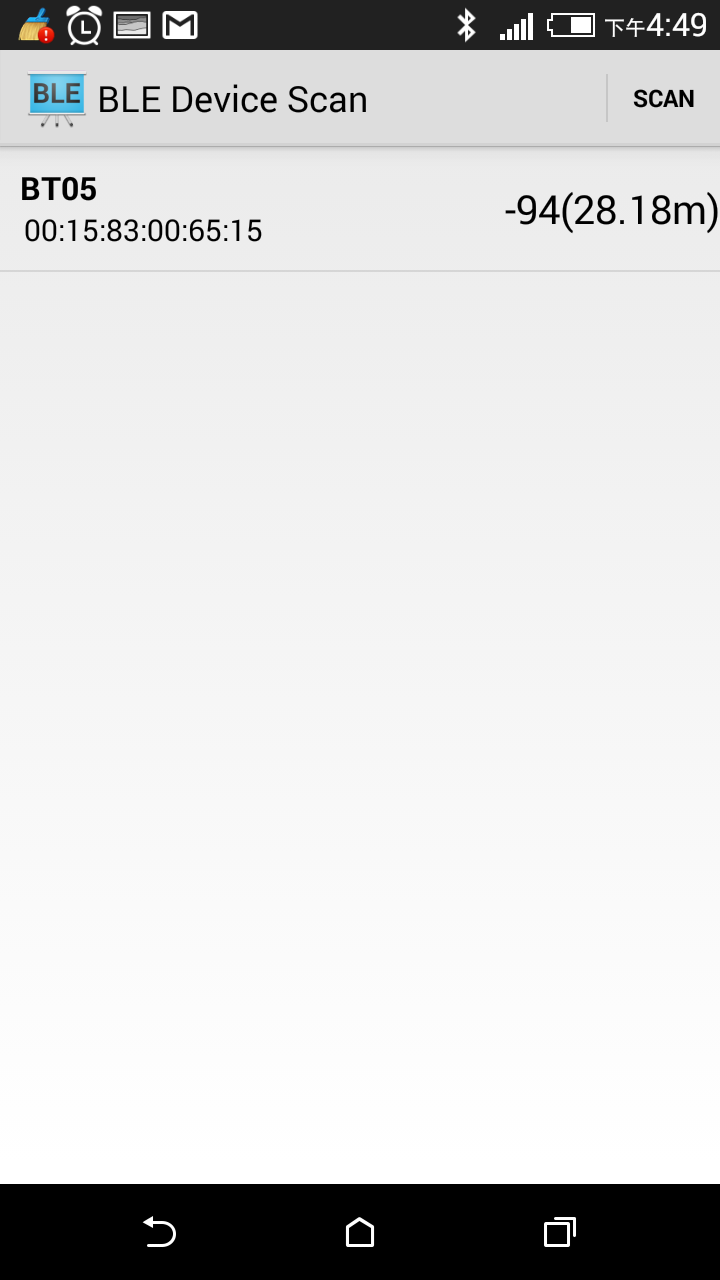 下午4:49
BLE BLE Device Scan SCAN
BT05
00:15:83:00:65:15
-94(28.18m)